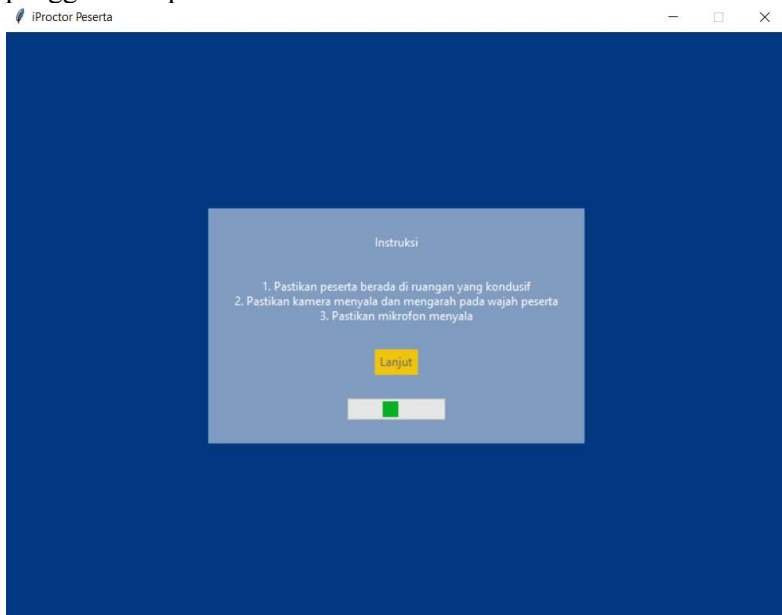 iProctor Peserta
Instruksi
1. Pastikan peserta berada di ruangan yang kondusif
2. Pastikan kamera menyala dan mengarah pada wajah peserta
3. Pastikan mikrofon menyala
Lanjut